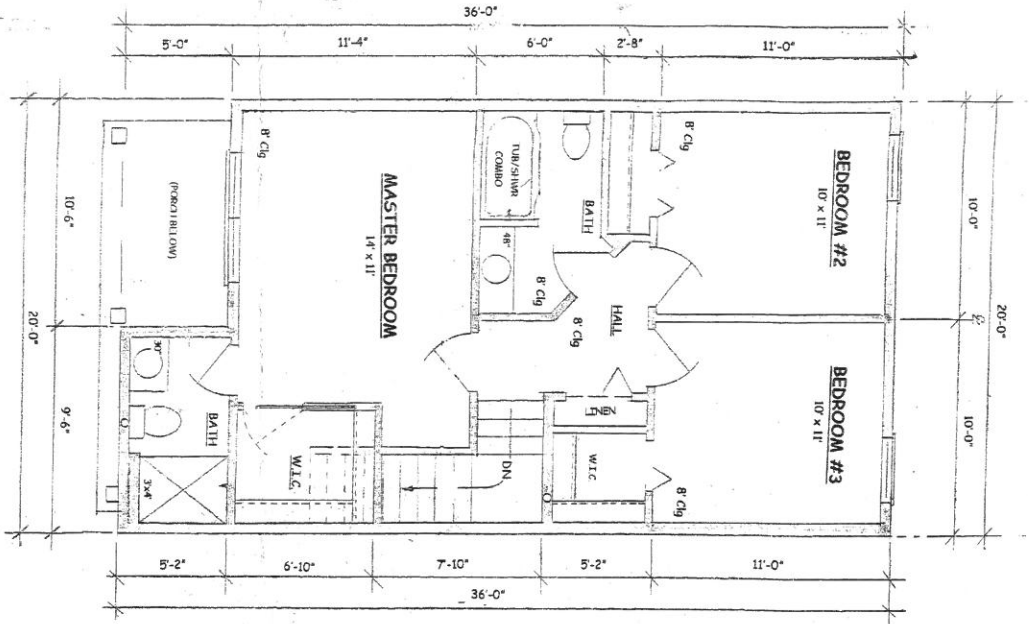 36'-0"
5'-0"
11'-4"
6'-0"
2'-8"
11'-0"
8' Clg
8' Clg
TUB/SHWR
COMBO
BEDROOM #2
10' x 11'
10'-6"
(PORCH BELOW)
MASTER BEDROOM
14' x 11'
BATH
48"
8' Clg
10'-0"
20'-0"
20'-0"
HALL
8' Clg
30"
BATH
LINEN
BEDROOM #3
10' x 11'
10'-0"
9'-6"
3'x4'
W.I.C.
DN
W.I.C.
8' Clg
5'-2"
6'-10"
7'-10"
5'-2"
11'-0"
36'-0"